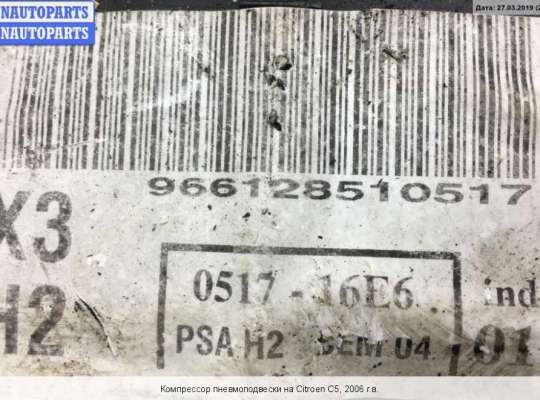 NAUTOPARTS
NAUTOPARTS
Дата: 27.03.2019 (2
966128510517
X3
H2
0517 - 16E6
PSA H2 SEM 04
ind
01
Компрессор пневмоподвески на Citroen C5, 2006 г.в.